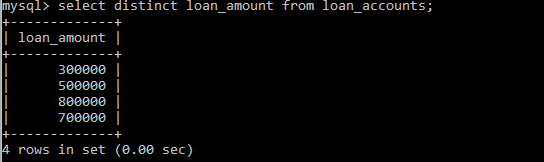 mysql> select distinct loan_amount from loan_accounts;
+-------------+
| loan_amount |
+-------------+
|      300000 |
|      500000 |
|      800000 |
|      700000 |
+-------------+
4 rows in set (0.00 sec)